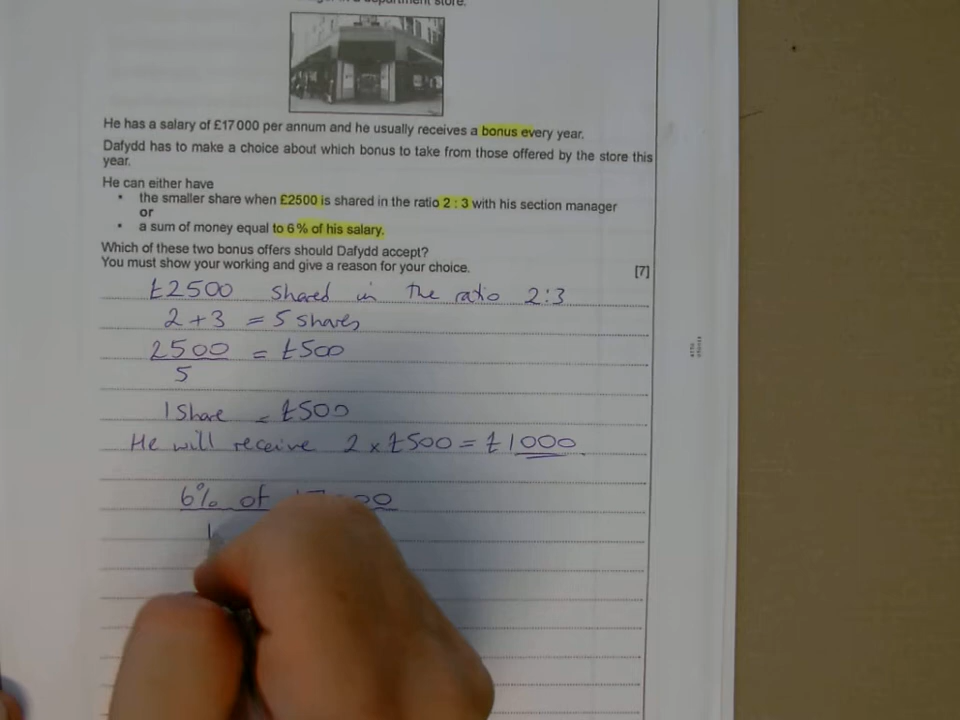 department store.
He has a salary of £17 000 per annum and he usually receives a bonus every year.
Dafydd has to make a choice about which bonus to take from those offered by the store this
year.
He can either have
• the smaller share when £2500 is shared in the ratio 2 : 3 with his section manager
or
• a sum of money equal to 6% of his salary.
Which of these two bonus offers should Dafydd accept?
You must show your working and give a reason for your choice.
[7]
£2500 shared in the ratio 2:3
2 + 3 = 5 shares
2500 = £500
5
1 Share = £500
He will receive 2 x £500 = £1000
6% of
1